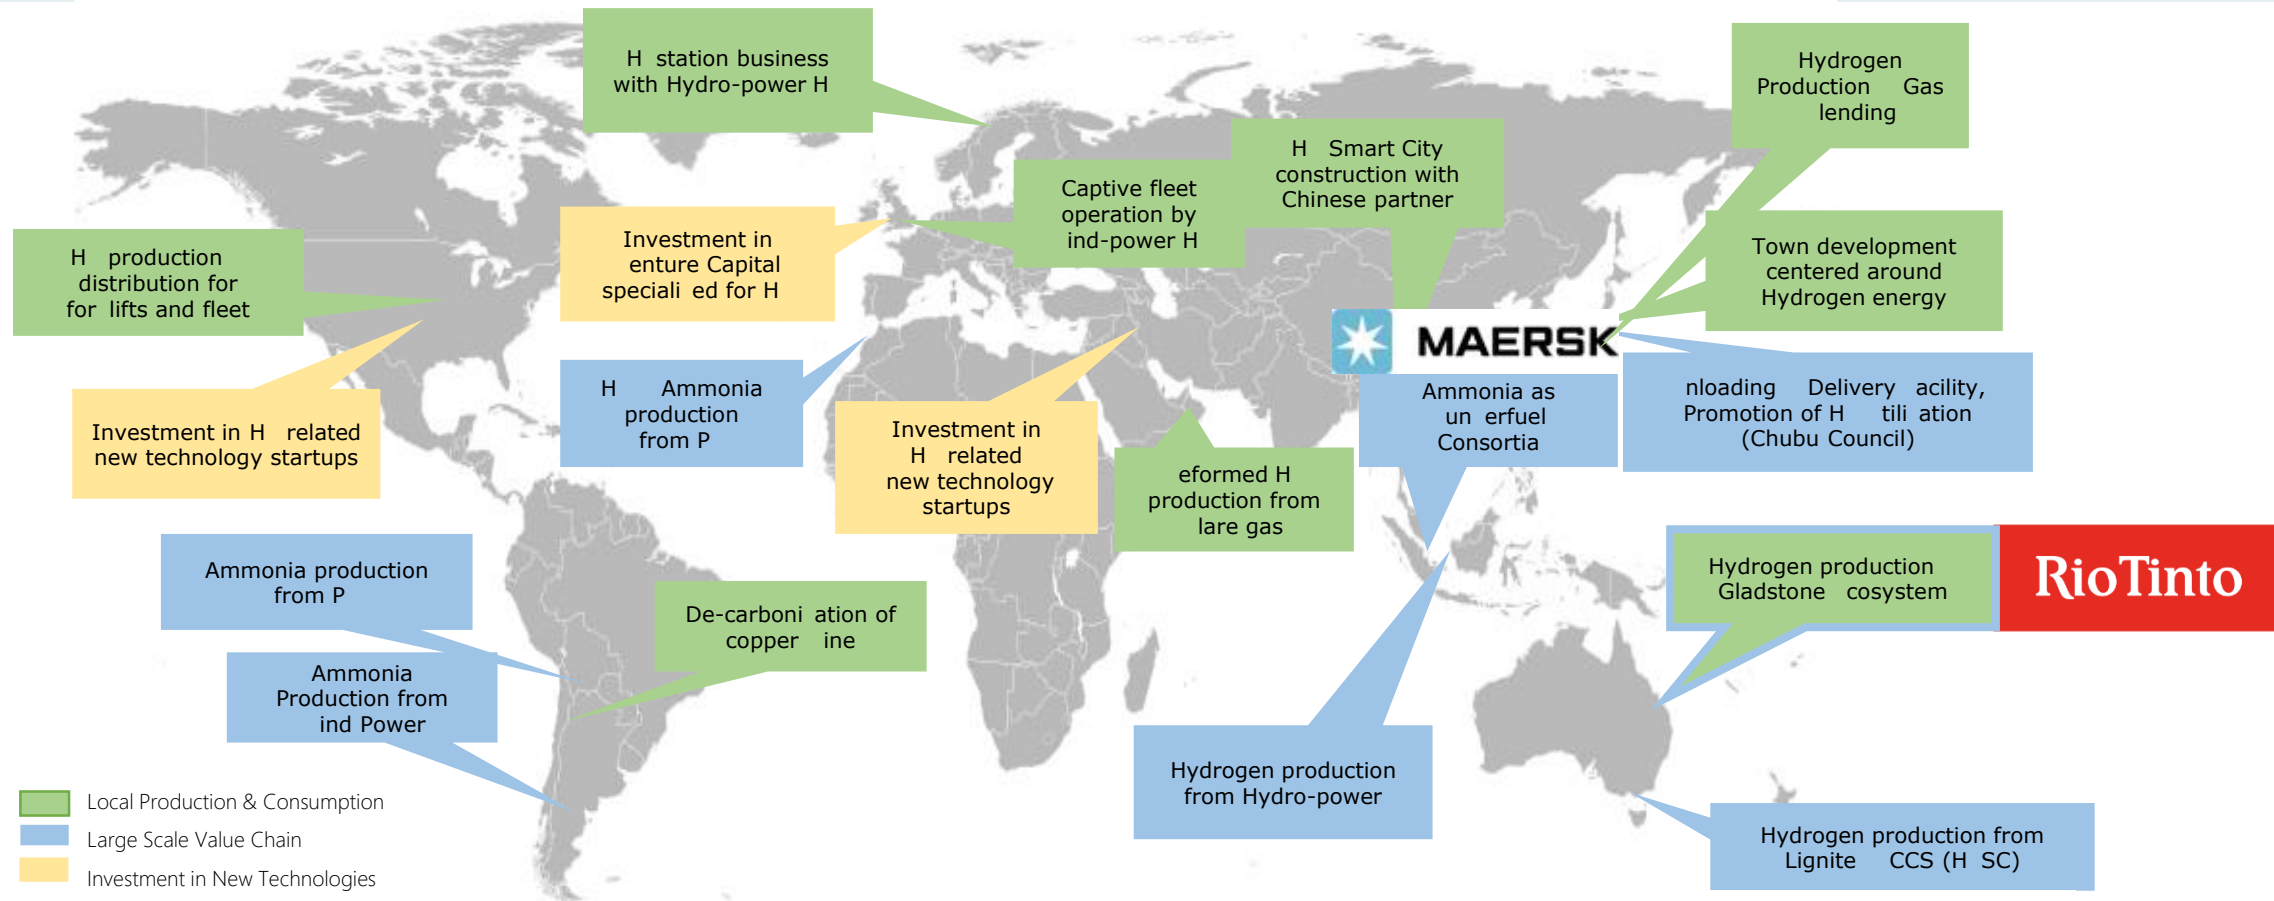 H station business
with Hydro-power H
Hydrogen
Production Gas
lending
H Smart City
construction with
Chinese partner
Captive fleet
operation by
ind-power H
Investment in
enture Capital
speciali ed for H
H production
distribution for
for lifts and fleet
Town development
centered around
Hydrogen energy
MAERSK
Investment in H related
new technology startups
H Ammonia
production
from P
Investment in
H related
new technology
startups
Ammonia as
un erfuel
Consortia
nloading Delivery acility,
Promotion of H tili ation
(Chubu Council)
eformed H
production from
lare gas
Ammonia production
from P
De-carboni ation of
copper ine
Hydrogen production
Gladstone cosystem
RioTinto
Ammonia
Production from
ind Power
Hydrogen production
from Hydro-power
Hydrogen production from
Lignite CCS (H SC)
Local Production & Consumption
Large Scale Value Chain
Investment in New Technologies